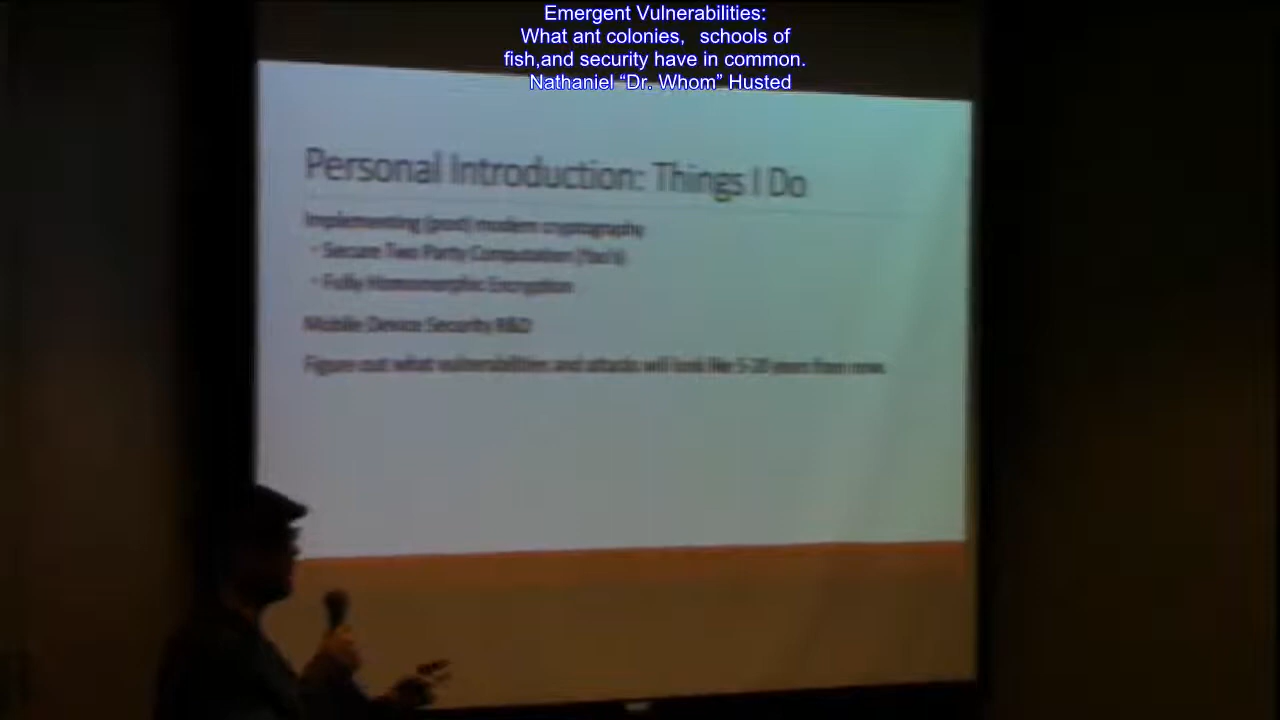 Emergent Vulnerabilities:
What ant colonies, schools of
fish,and security have in common.
Nathaniel “Dr. Whom” Husted
Personal Introduction: Things I Do
Implementing (post) modern cryptography
Secure Two Party Computation (Yao's)
Fully Homomorphic Encryption
Mobile Device Security R&D
Figure out what vulnerabilities and attacks will look like 5-20 years from now.